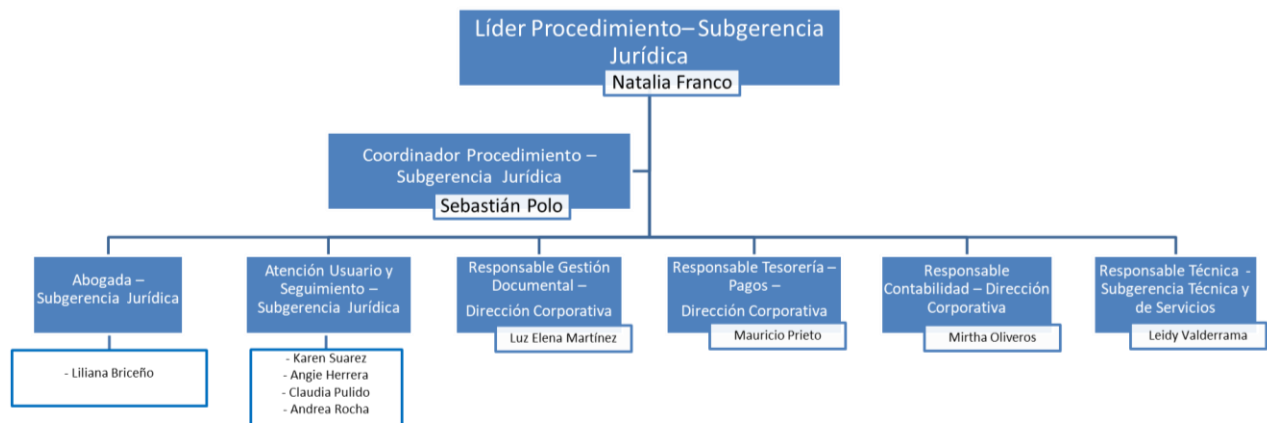 Líder Procedimiento– Subgerencia
Jurídica
Natalia Franco
Coordinador Procedimiento –
Subgerencia Jurídica
Sebastián Polo
Abogada –
Subgerencia Jurídica
- Liliana Briceño
Atención Usuario y
Seguimiento –
Subgerencia Jurídica
- Karen Suarez
- Angie Herrera
- Claudia Pulido
- Andrea Rocha
Responsable Gestión
Documental –
Dirección Corporativa
Luz Elena Martínez
Responsable Tesorería –
Pagos –
Dirección Corporativa
Mauricio Prieto
Responsable
Contabilidad – Dirección
Corporativa
Mirtha Oliveros
Responsable Técnica -
Subgerencia Técnica y
de Servicios
Leidy Valderrama